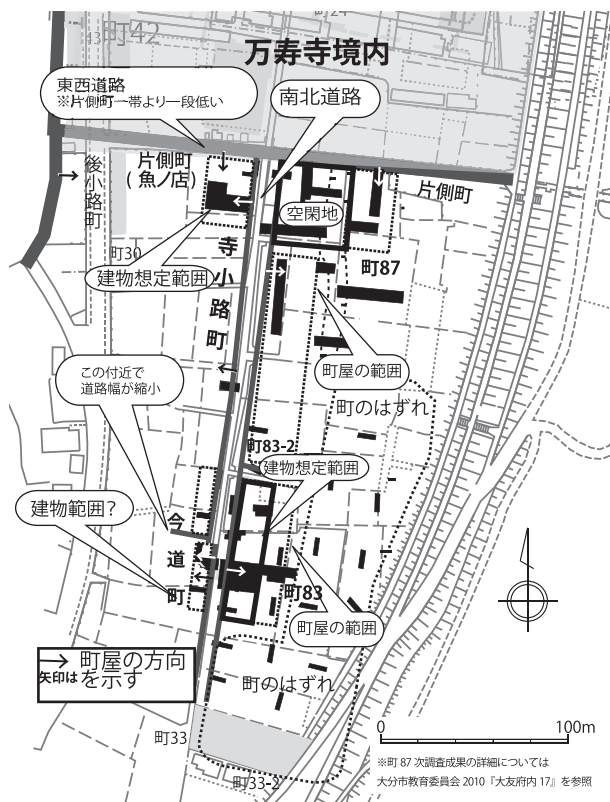 町24
町42
13
万寿寺境内
東西道路
※片側町一帯より一段低い
南北道路
後小路町
片側町
(魚ノ店)
片側町
空閑地
町30
寺小路町
町87
建物想定範囲
この付近で
道路幅が縮小
町屋の範囲
町のはずれ
町83-2
建物想定範囲
建物範囲?
今道町
町83
町屋の範囲
町のはずれ
→ 町屋の方向
矢印は を示す
町33
町33-2
0 100m
※町 87 次調査成果の詳細については
大分市教育委員会 2010『大友府内 17』を参照